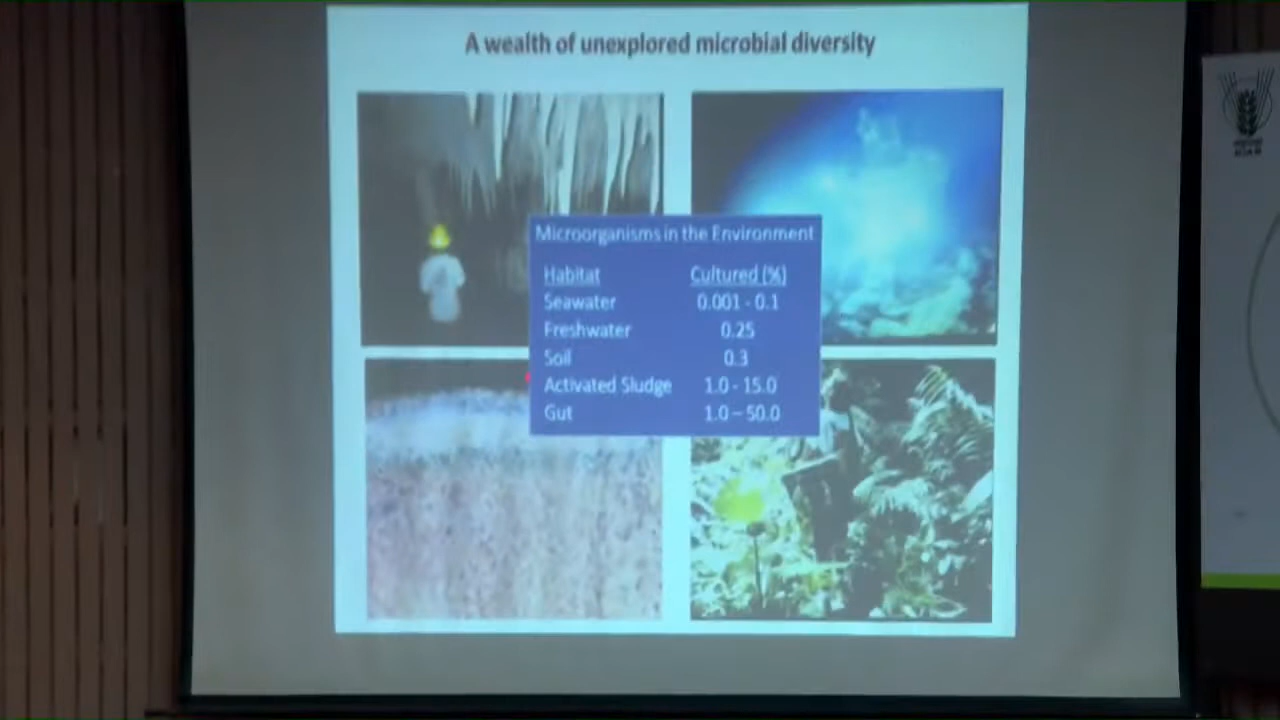 A wealth of unexplored microbial diversity
Microorganisms in the Environment
Habitat Cultured (%)
Seawater 0.001 - 0.1
Freshwater 0.25
Soil 0.3
Activated Sludge 1.0 - 15.0
Gut 1.0 – 50.0